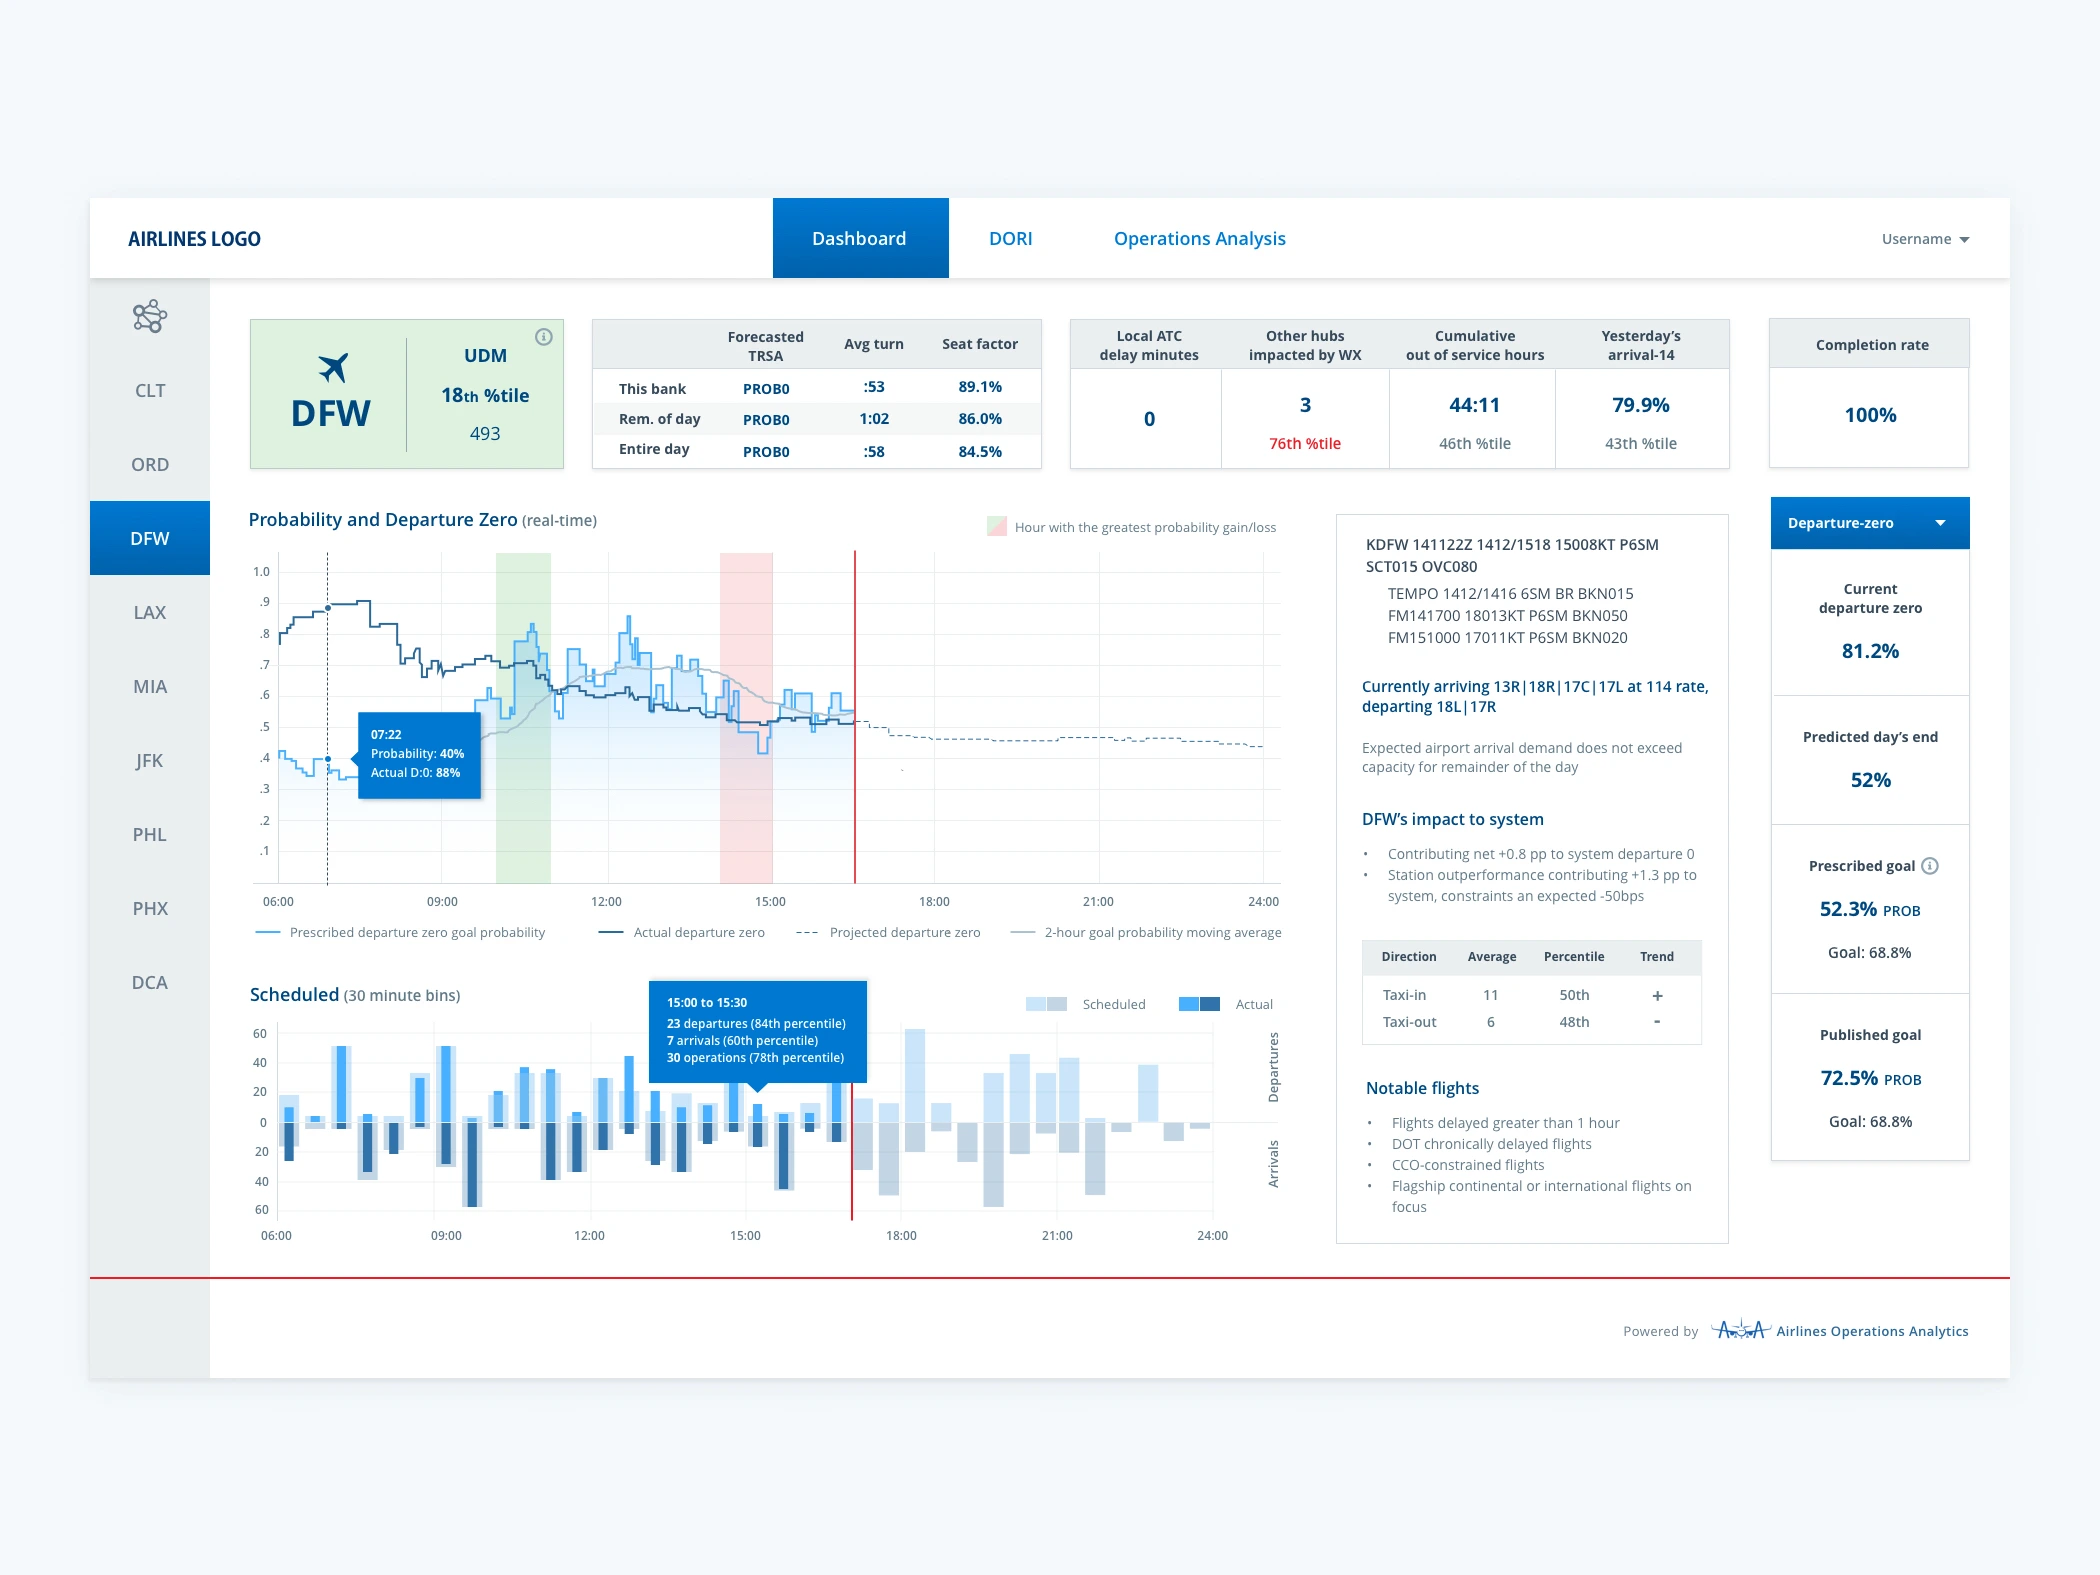 AIRLINES LOGO
Dashboard
DORI
Operations Analysis
Username
CLT
ORD
DFW
LAX
MIA
JFK
PHL
PHX
DCA
DFW
UDM
18th %tile
493
Forecasted TRSA
Avg turn
Seat factor
This bank PROB0 :53 89.1%
Rem. of day PROB0 1:02 86.0%
Entire day PROB0 :58 84.5%
Local ATC
delay minutes
0
Other hubs
impacted by WX
3
76th %tile
Cumulative
out of service hours
44:11
46th %tile
Yesterday's
arrival-14
79.9%
43th %tile
Completion rate
100%
Probability and Departure Zero (real-time)
Hour with the greatest probability gain/loss
1.0
.9
.8
.7
.6
.5
.4
.3
.2
.1
07:22
Probability: 40%
Actual D:0: 88%
06:00 09:00 12:00 15:00 18:00 21:00 24:00
Prescribed departure zero goal probability
Actual departure zero
Projected departure zero
2-hour goal probability moving average
Scheduled (30 minute bins)
15:00 to 15:30
23 departures (84th percentile)
7 arrivals (60th percentile)
30 operations (78th percentile)
Scheduled
Actual
60
40
20
0
20
40
60
Departures
Arrivals
06:00 09:00 12:00 15:00 18:00 21:00 24:00
KDFW 141122Z 1412/1518 15008KT P6SM
SCT015 OVC080
TEMPO 1412/1416 6SM BR BKN015
FM141700 18013KT P6SM BKN050
FM151000 17011KT P6SM BKN020
Currently arriving 13R|18R|17C|17L at 114 rate,
departing 18L|17R
Expected airport arrival demand does not exceed
capacity for remainder of the day
DFW's impact to system
• Contributing net +0.8 pp to system departure 0
• Station outperformance contributing +1.3 pp to
system, constraints an expected -50bps
Direction Average Percentile Trend
Taxi-in 11 50th +
Taxi-out 6 48th -
Notable flights
• Flights delayed greater than 1 hour
• DOT chronically delayed flights
• CCO-constrained flights
• Flagship continental or international flights on
focus
Departure-zero
Current
departure zero
81.2%
Predicted day's end
52%
Prescribed goal
52.3% PROB
Goal: 68.8%
Published goal
72.5% PROB
Goal: 68.8%
Powered by AOA Airlines Operations Analytics